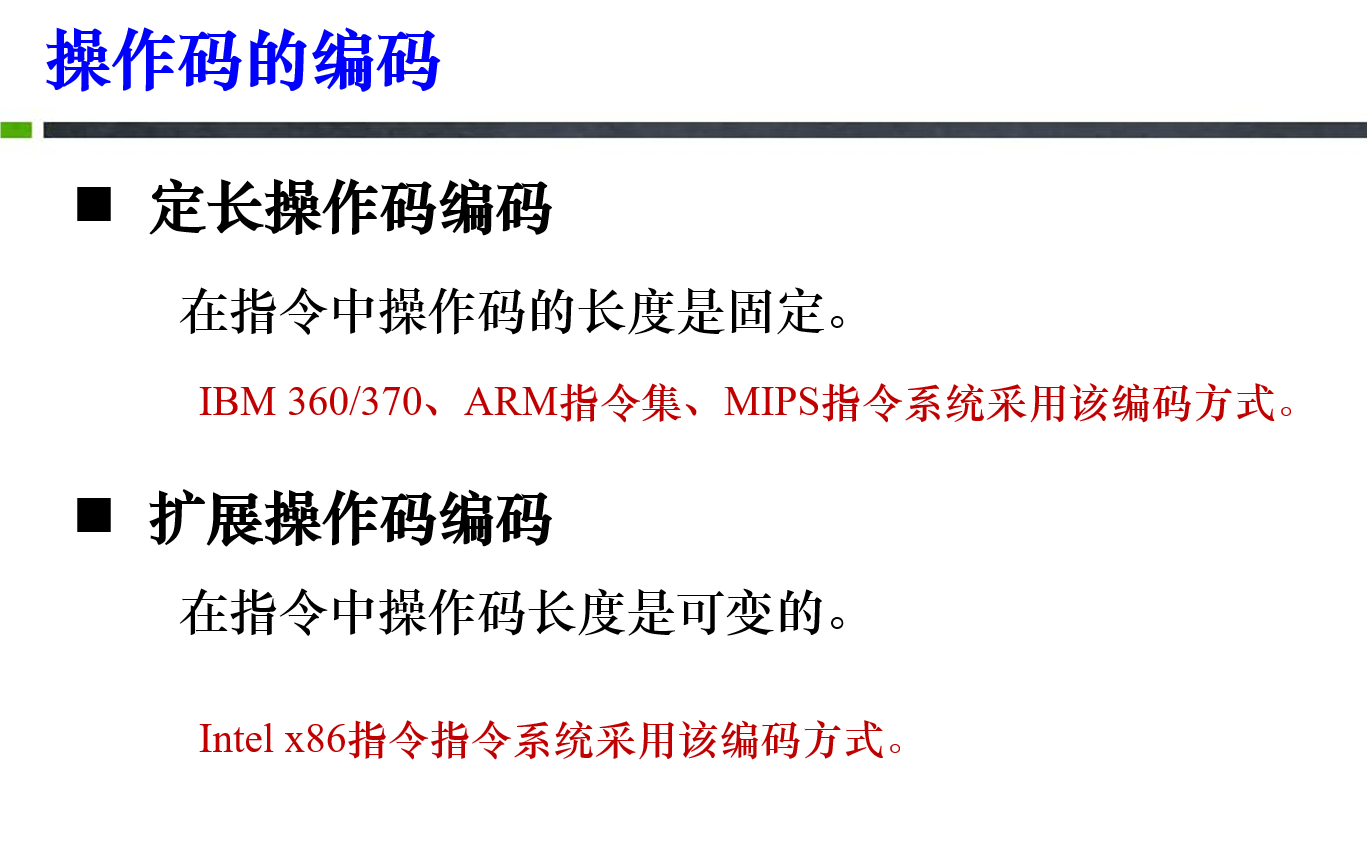 操作码的编码
■ 定长操作码编码
在指令中操作码的长度是固定。
IBM 360/370、ARM指令集、MIPS指令系统采用该编码方式。
■ 扩展操作码编码
在指令中操作码长度是可变的。
Intel x86指令指令系统采用该编码方式。